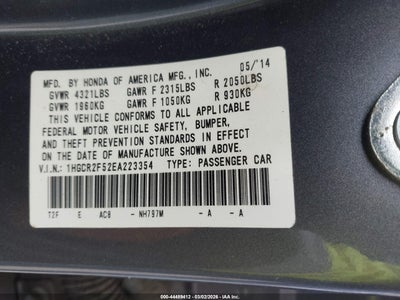 MFD. BY HONDA OF AMERICA MFG., INC. 05/'14
GVWR 4321LBS GAWR F 2315LBS R 2050LBS
GVWR 1960KG GAWR F 1050KG R 930KG
THIS VEHICLE CONFORMS TO ALL APPLICABLE
FEDERAL MOTOR VEHICLE SAFETY, BUMPER,
AND THEFT PREVENTION STANDARDS IN EFFECT
ON THE DATE OF MANUFACTURE SHOWN ABOVE.
V.I.N.: 1HGCR2F52EA223354 TYPE: PASSENGER CAR
T2F E AC9 - NH797M - A - A
000-44489412 - 03/02/2026 - IAA Inc.